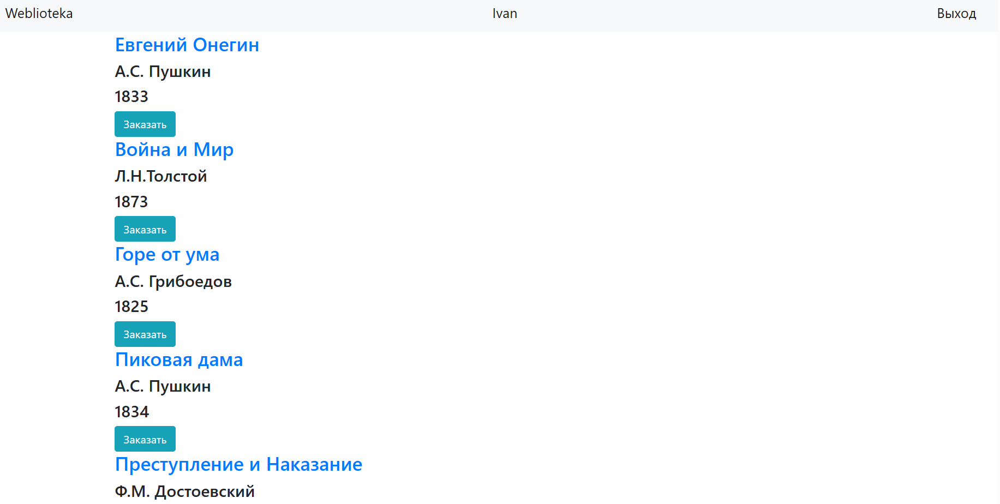 Weblioteka Ivan Выход
Евгений Онегин
А.С. Пушкин
1833
Заказать
Война и Мир
Л.Н.Толстой
1873
Заказать
Горе от ума
А.С. Грибоедов
1825
Заказать
Пиковая дама
А.С. Пушкин
1834
Заказать
Преступление и Наказание
Ф.М. Достоевский